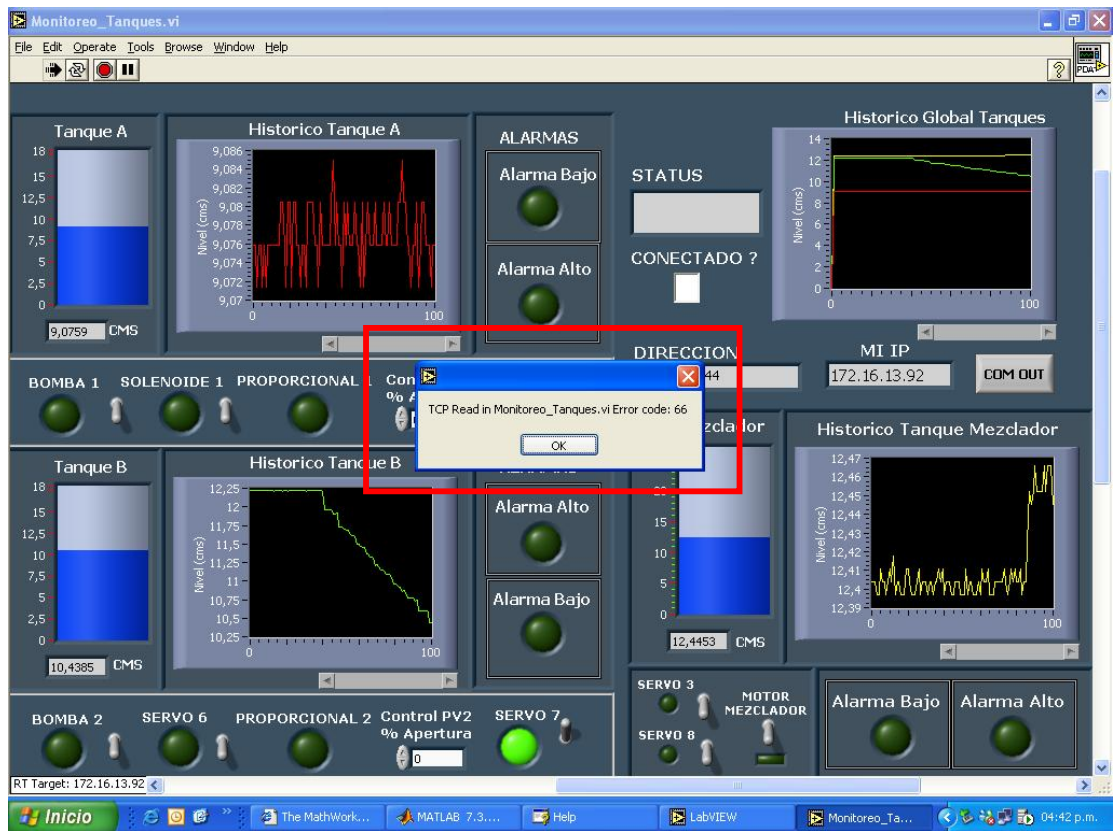 Monitoreo_Tanques.vi
File Edit Operate Tools Browse Window Help
PDA
Tanque A
18
15
12,5
10
7,5
5
2,5
0
9,0759 CMS
Historico Tanque A
Nivel (cms)
9,086
9,084
9,082
9,08
9,078
9,076
9,074
9,072
9,07
0 100
ALARMAS
Alarma Bajo
Alarma Alto
STATUS
CONECTADO ?
Historico Global Tanques
Nivel (cms)
14
12
10
8
6
4
2
0
0 100
DIRECCION
44
MI IP
172.16.13.92
COM OUT
BOMBA 1 SOLENOIDE 1 PROPORCIONAL 1 Con
% A
TCP Read in Monitoreo_Tanques.vi Error code: 66
OK
Tanque B
18
15
12,5
10
7,5
5
2,5
0
10,4385 CMS
Historico Tanque B
Nivel (cms)
12,25
12
11,75
11,5
11,25
11
10,75
10,5
10,25
0 100
Alarma Alto
Alarma Bajo
zclador
20
15
10
5
0
12,4453 CMS
Historico Tanque Mezclador
Nivel (cms)
12,47
12,46
12,45
12,44
12,43
12,42
12,41
12,4
12,39
0 100
BOMBA 2 SERVO 6 PROPORCIONAL 2 Control PV2
% Apertura
0
SERVO 7
SERVO 3
MOTOR
MEZCLADOR
SERVO 8
Alarma Bajo Alarma Alto
RT Target: 172.16.13.92
Inicio The MathWork... MATLAB 7.3.... Help LabVIEW Monitoreo_Ta... 04:42 p.m.